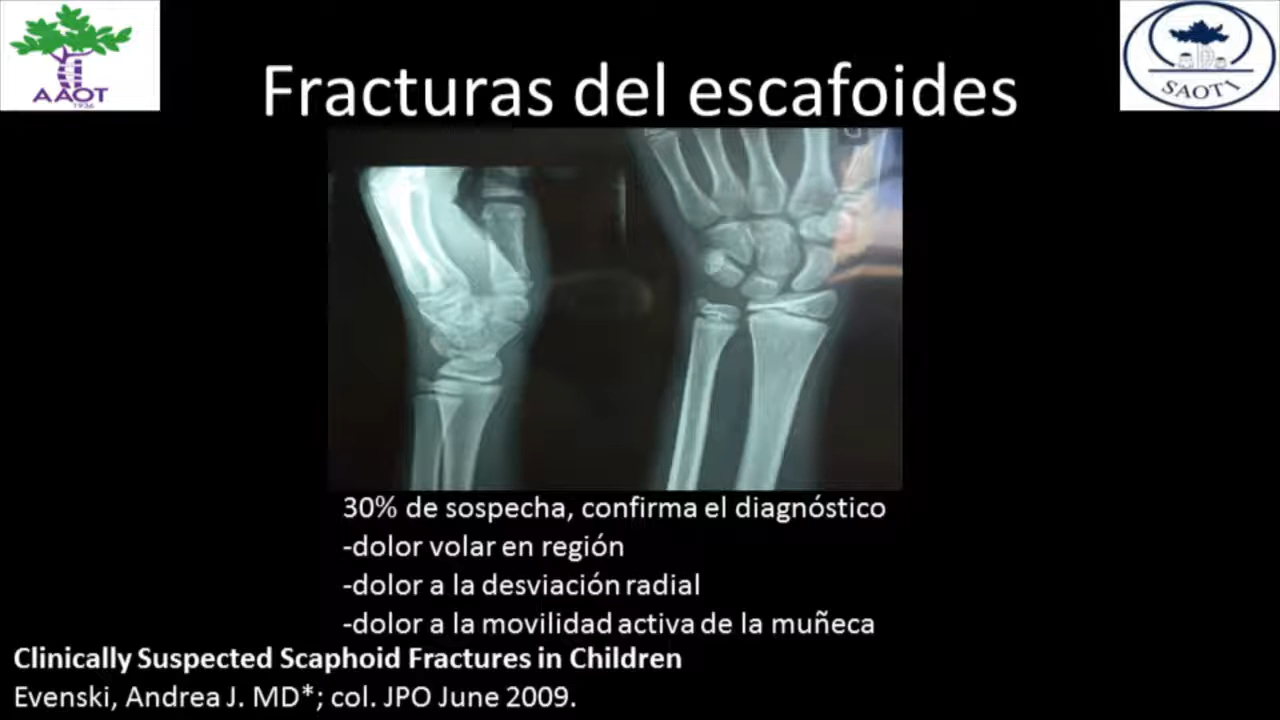 AAOT
1936
SAOTI
Fracturas del escafoides
30% de sospecha, confirma el diagnóstico
-dolor volar en región
-dolor a la desviación radial
-dolor a la movilidad activa de la muñeca
Clinically Suspected Scaphoid Fractures in Children
Evenski, Andrea J. MD*; col. JPO June 2009.